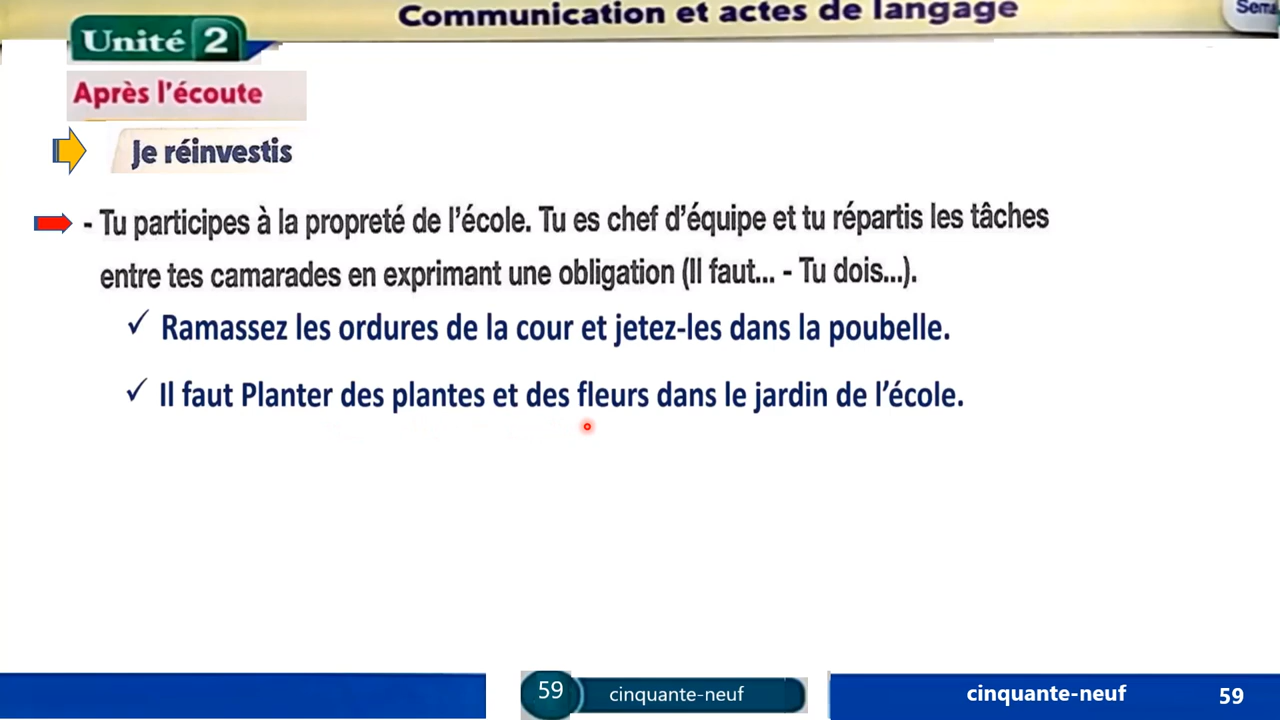 Communication et actes de langage
Sema
Unité 2
Après l'écoute
Je réinvestis
- Tu participes à la propreté de l'école. Tu es chef d'équipe et tu répartis les tâches
entre tes camarades en exprimant une obligation (Il faut... - Tu dois...).
✓ Ramassez les ordures de la cour et jetez-les dans la poubelle.
✓ Il faut Planter des plantes et des fleurs dans le jardin de l'école.
59 cinquante-neuf
cinquante-neuf 59